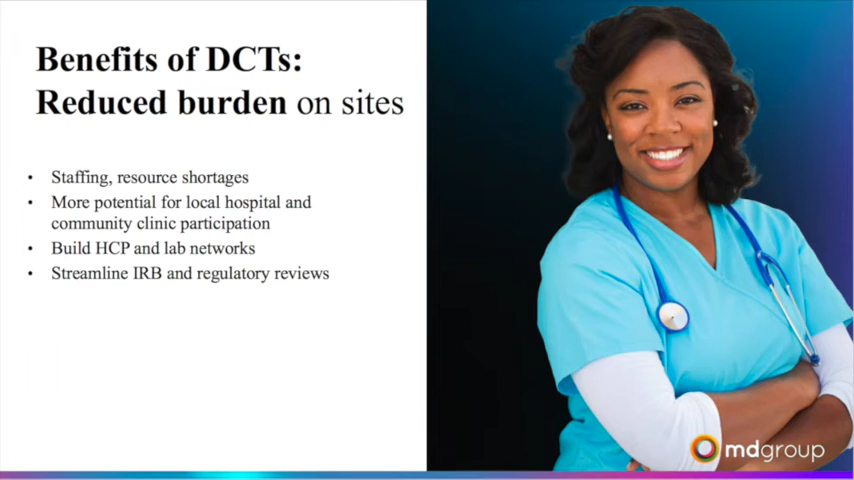 Benefits of DCTs:
Reduced burden on sites
• Staffing, resource shortages
• More potential for local hospital and
community clinic participation
• Build HCP and lab networks
• Streamline IRB and regulatory reviews
mdgroup